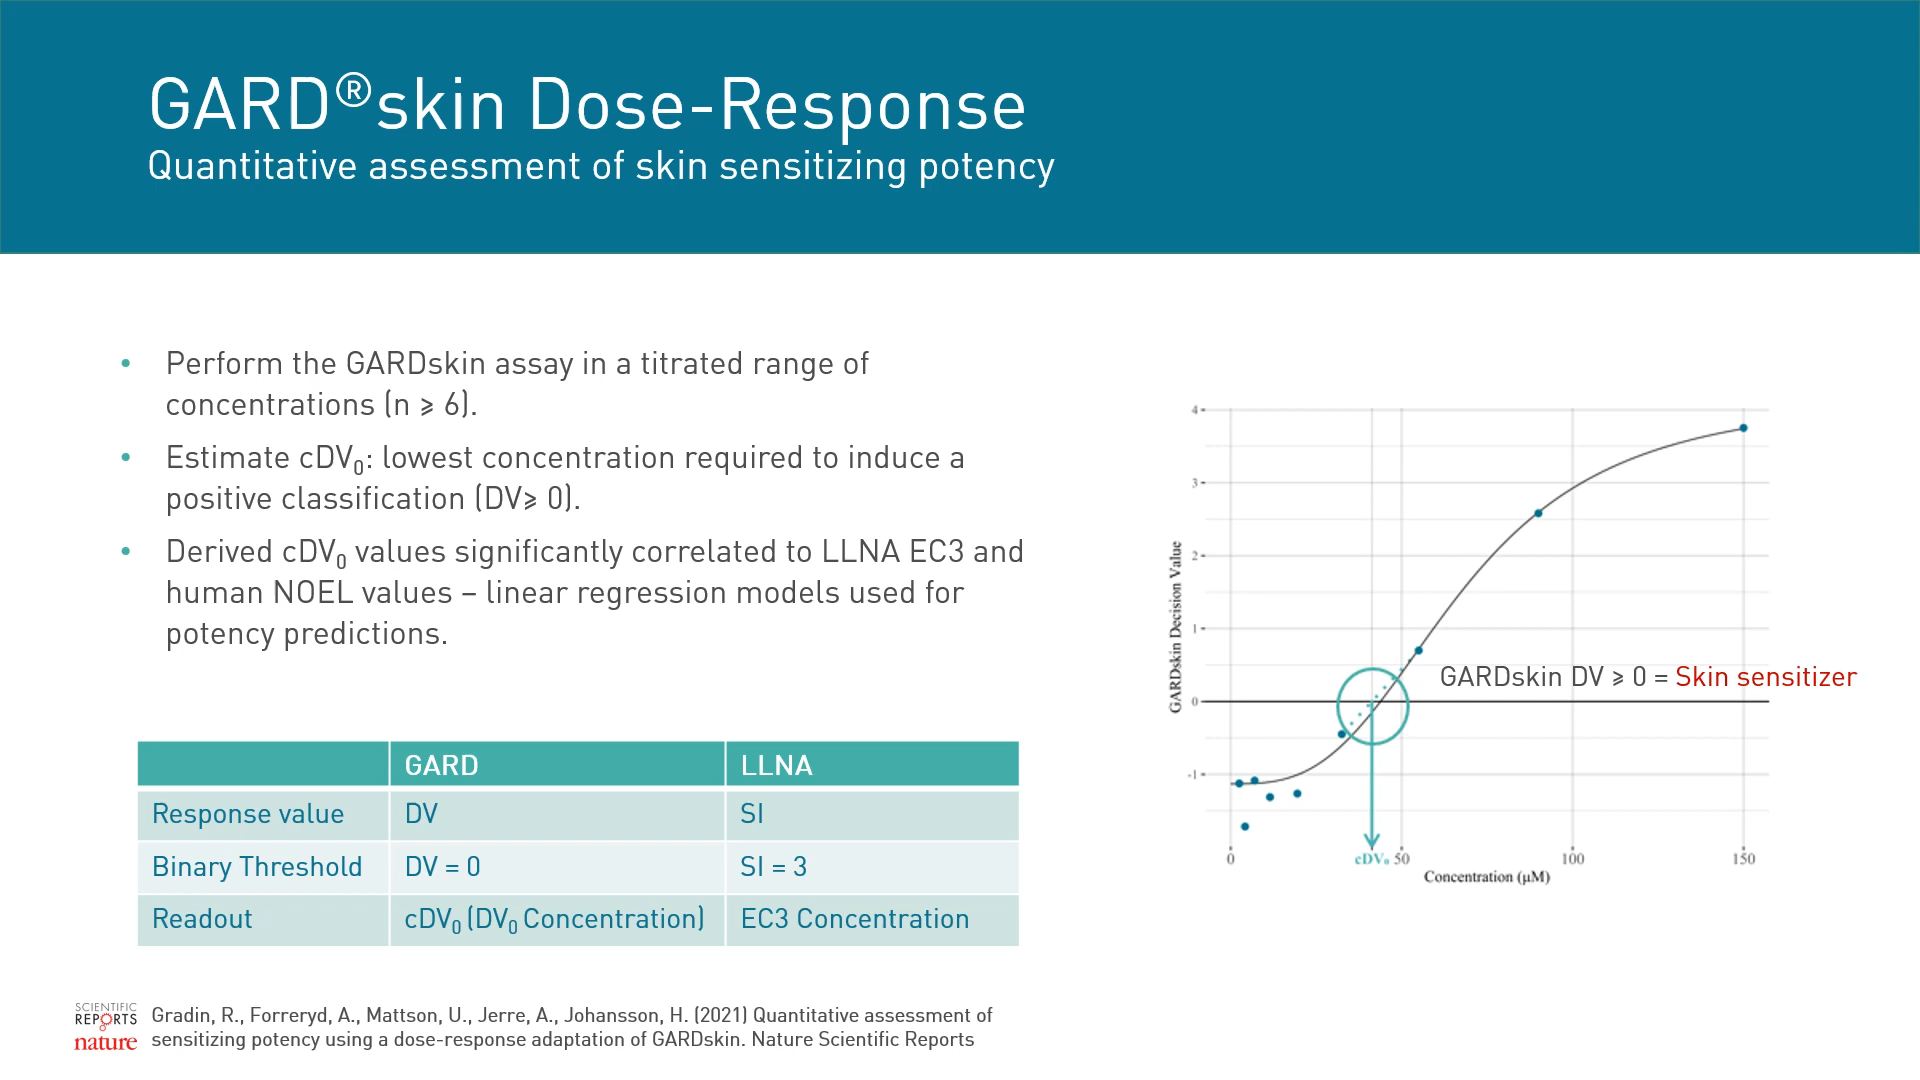 GARD®skin Dose-Response
Quantitative assessment of skin sensitizing potency
• Perform the GARDskin assay in a titrated range of
concentrations (n ⩾ 6).
• Estimate cDV₀: lowest concentration required to induce a
positive classification (DV⩾ 0).
• Derived cDV₀ values significantly correlated to LLNA EC3 and
human NOEL values – linear regression models used for
potency predictions.
GARD LLNA
Response value DV SI
Binary Threshold DV = 0 SI = 3
Readout cDV₀ (DV₀ Concentration) EC3 Concentration
GARDskin Decision Value
4
3
2
1
0
-1
GARDskin DV ⩾ 0 = Skin sensitizer
0 cDV₀ 50 100 150
Concentration (μM)
SCIENTIFIC
REPORTS
nature
Gradin, R., Forreryd, A., Mattson, U., Jerre, A., Johansson, H. (2021) Quantitative assessment of
sensitizing potency using a dose-response adaptation of GARDskin. Nature Scientific Reports